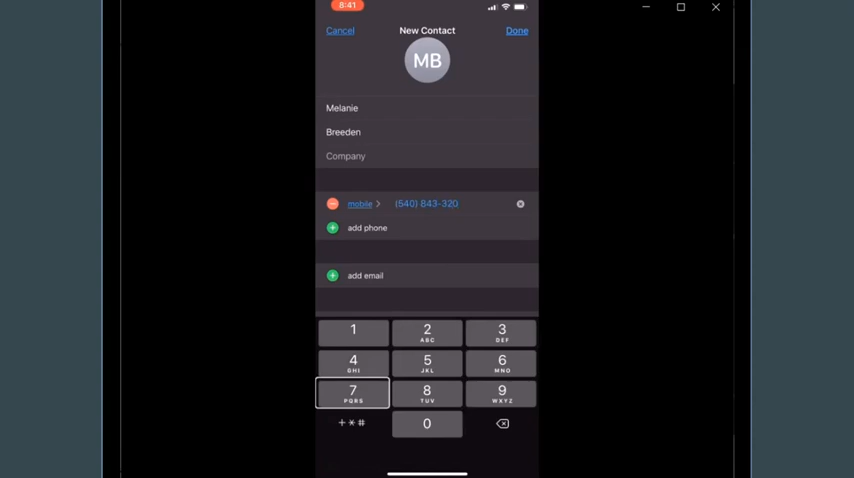 8:41
Cancel New Contact Done
MB
Melanie
Breeden
Company
mobile (540) 843-320
add phone
add email
1 2 3
ABC DEF
4 5 6
GHI JKL MNO
7 8 9
PQRS TUV WXYZ
+*# 0